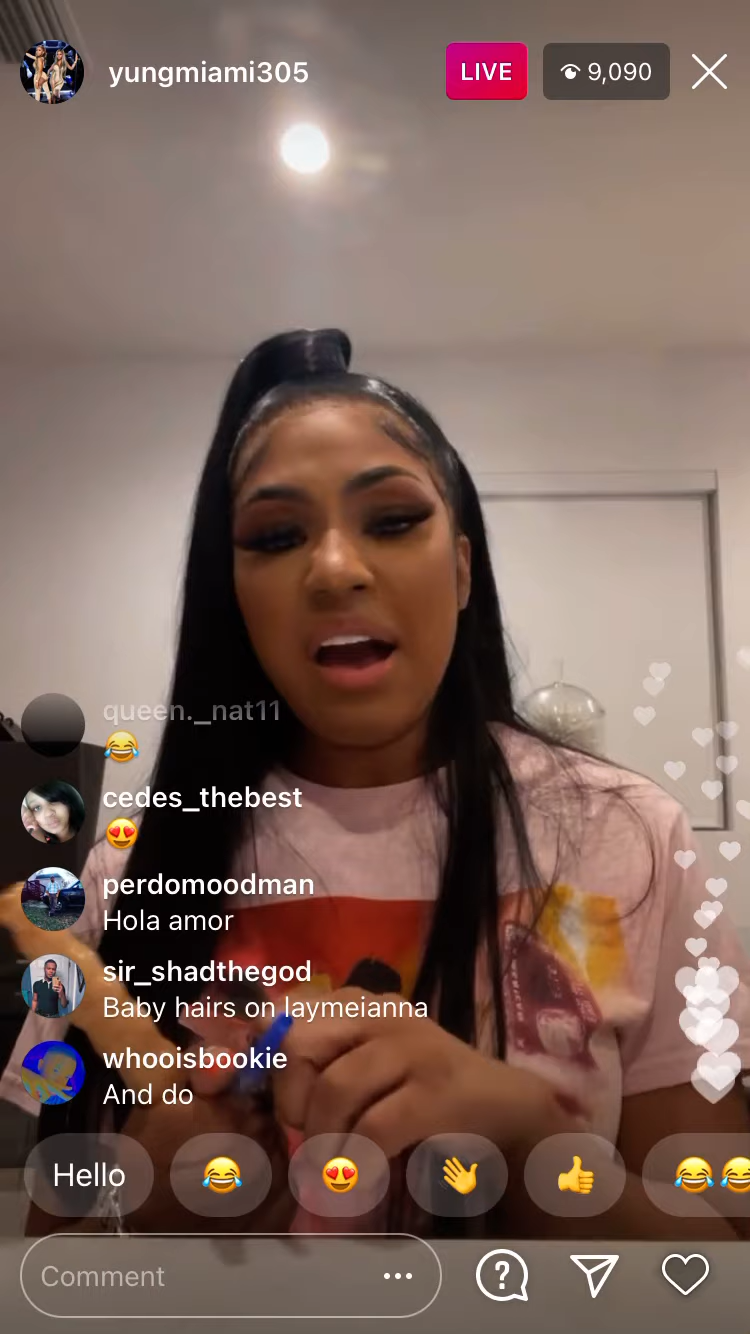 yungmiami305
LIVE
9,090
queen._nat11
😂
cedes_thebest
😍
perdomoodman
Hola amor
sir_shadthegod
Baby hairs on laymeianna
whooisbookie
And do
Hello 😂 😍 👋 👍 😂😂
Comment